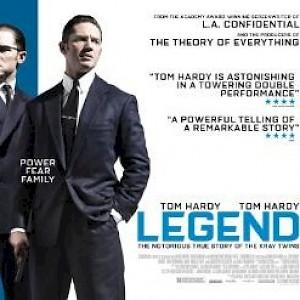 FROM THE ACADEMY AWARD WINNING SCREENWRITER OF
L.A. CONFIDENTIAL
AND THE PRODUCERS OF
THE THEORY OF EVERYTHING
"TOM HARDY IS ASTONISHING
IN A TOWERING DOUBLE
PERFORMANCE"
"A POWERFUL TELLING OF
A REMARKABLE STORY"
POWER
FEAR
FAMILY
TOM HARDY TOM HARDY
LEGEND
THE NOTORIOUS TRUE STORY OF THE KRAY TWINS